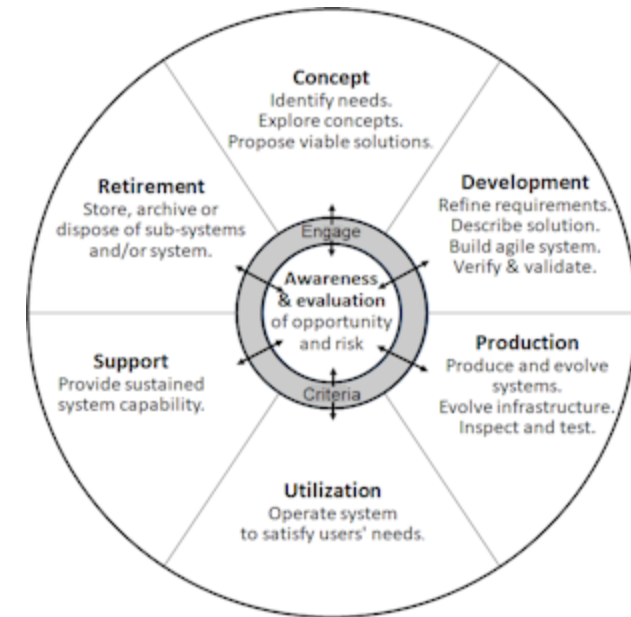 Concept
Identify needs.
Explore concepts.
Propose viable solutions.
Development
Refine requirements.
Describe solution.
Build agile system.
Verify & validate.
Production
Produce and evolve
systems.
Evolve infrastructure.
Inspect and test.
Utilization
Operate system
to satisfy users' needs.
Support
Provide sustained
system capability.
Retirement
Store, archive or
dispose of sub-systems
and/or system.
Engage
Awareness
& evaluation
of opportunity
and risk
Criteria